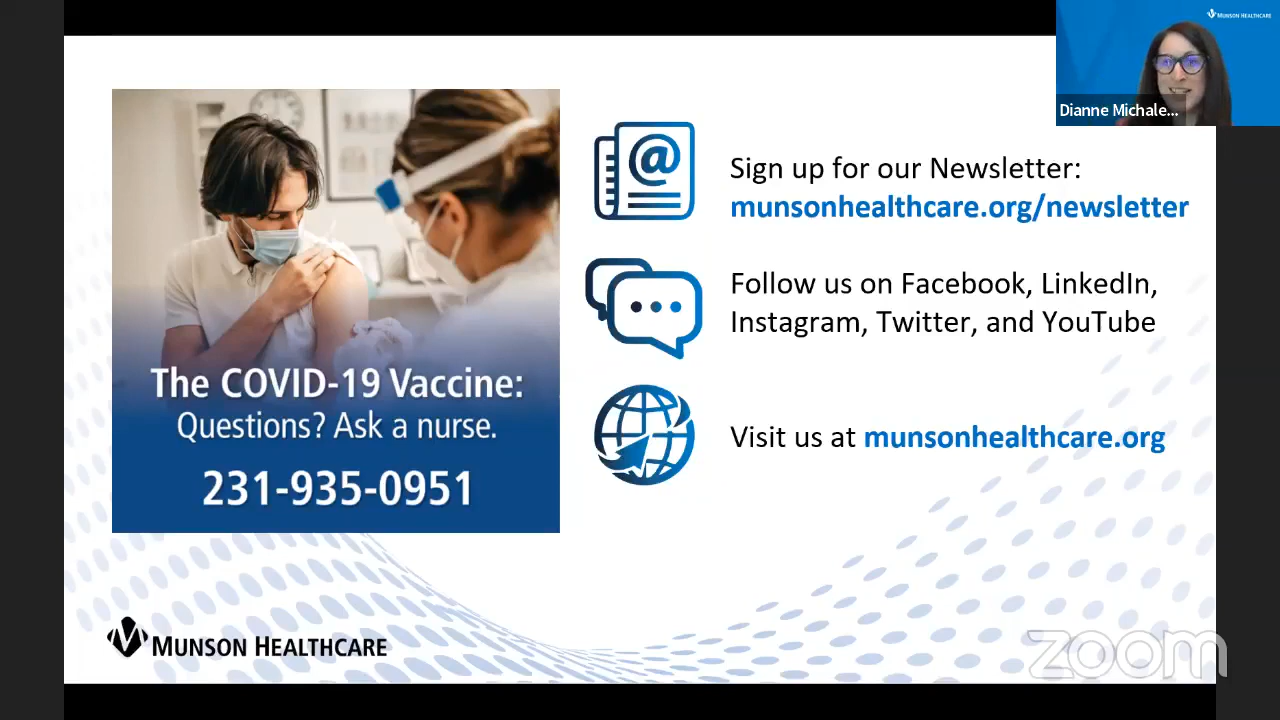 MUNSON HEALTHCARE
Dianne Michale...
Sign up for our Newsletter:
munsonhealthcare.org/newsletter
Follow us on Facebook, LinkedIn,
Instagram, Twitter, and YouTube
Visit us at munsonhealthcare.org
The COVID-19 Vaccine:
Questions? Ask a nurse.
231-935-0951
MUNSON HEALTHCARE
zoom